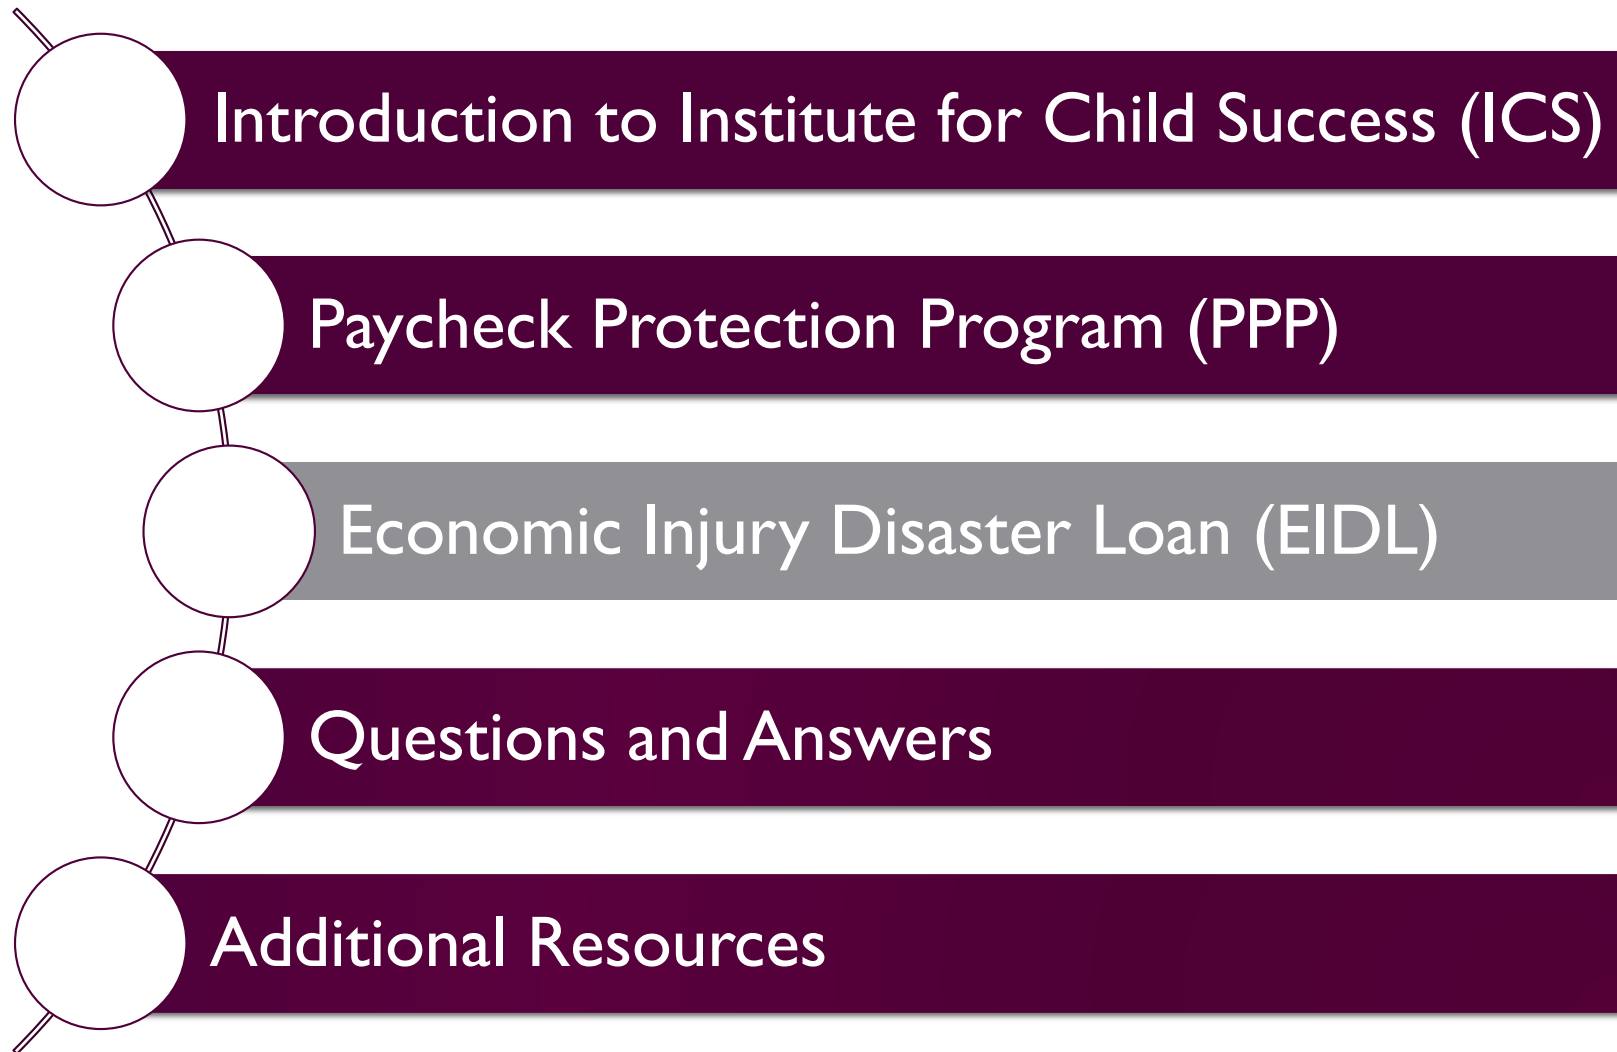 Introduction to Institute for Child Success (ICS)
Paycheck Protection Program (PPP)
Economic Injury Disaster Loan (EIDL)
Questions and Answers
Additional Resources